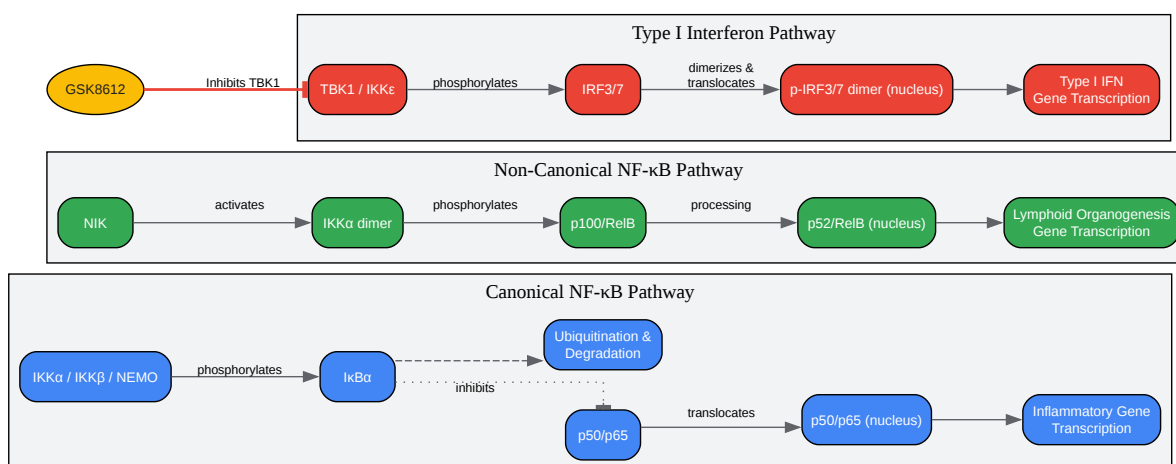 Type I Interferon Pathway
GSK8612
Inhibits TBK1
TBK1 / IKKε
phosphorylates
IRF3/7
dimerizes &
translocates
p-IRF3/7 dimer (nucleus)
Type I IFN
Gene Transcription
Non-Canonical NF-κB Pathway
NIK
activates
IKKα dimer
phosphorylates
p100/RelB
processing
p52/RelB (nucleus)
Lymphoid Organogenesis
Gene Transcription
Canonical NF-κB Pathway
IKKα / IKKβ / NEMO
phosphorylates
IκBα
Ubiquitination &
Degradation
inhibits
p50/p65
translocates
p50/p65 (nucleus)
Inflammatory Gene
Transcription